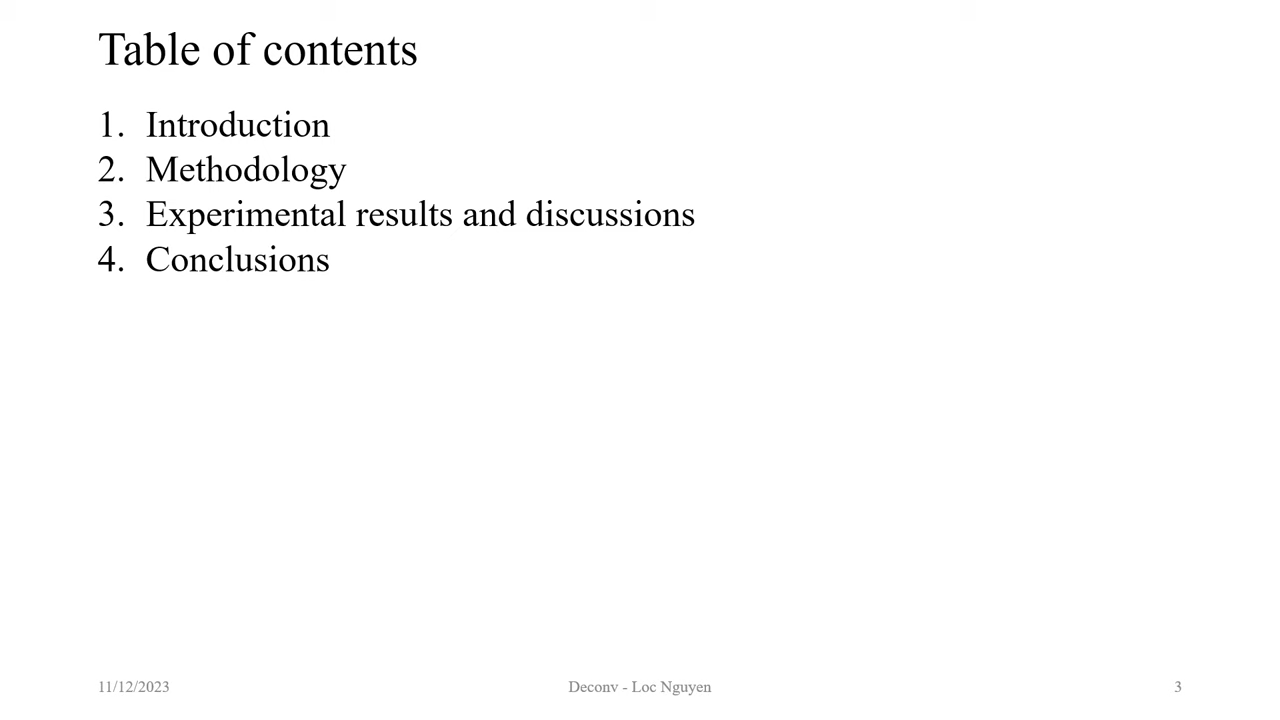 Table of contents
1. Introduction
2. Methodology
3. Experimental results and discussions
4. Conclusions
11/12/2023 Deconv - Loc Nguyen 3